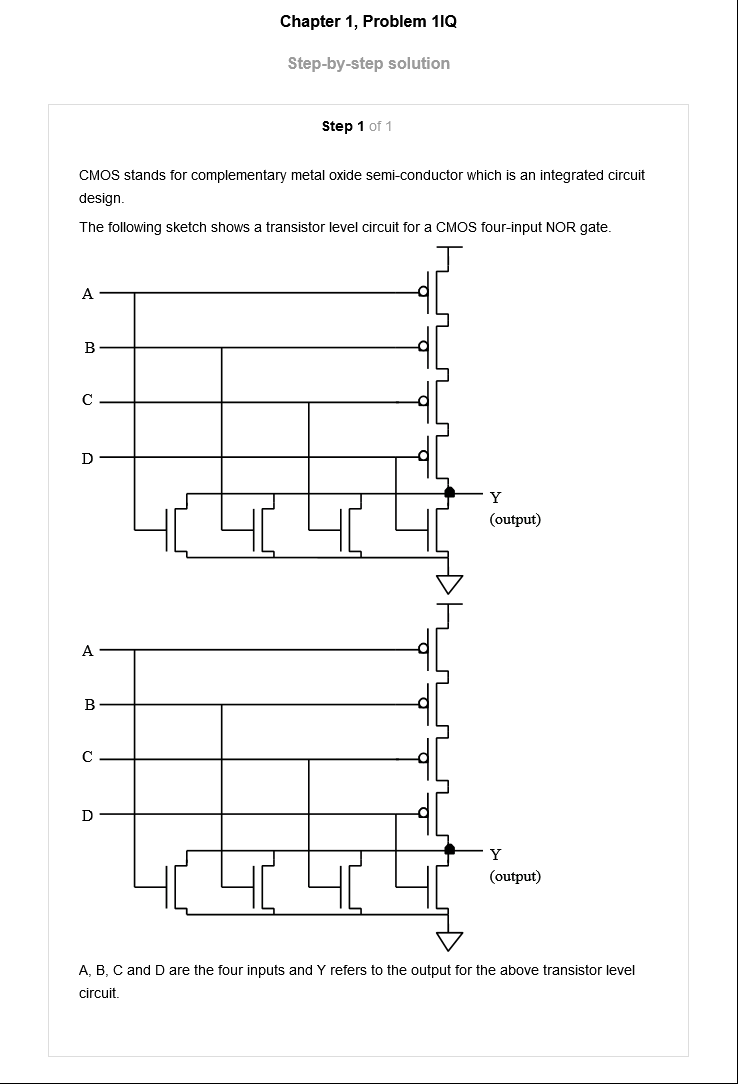 Chapter 1, Problem 1IQ
Step-by-step solution
Step 1 of 1
CMOS stands for complementary metal oxide semi-conductor which is an integrated circuit
design.
The following sketch shows a transistor level circuit for a CMOS four-input NOR gate.
A
B
C
D
Y
(output)
A
B
C
D
Y
(output)
A, B, C and D are the four inputs and Y refers to the output for the above transistor level
circuit.